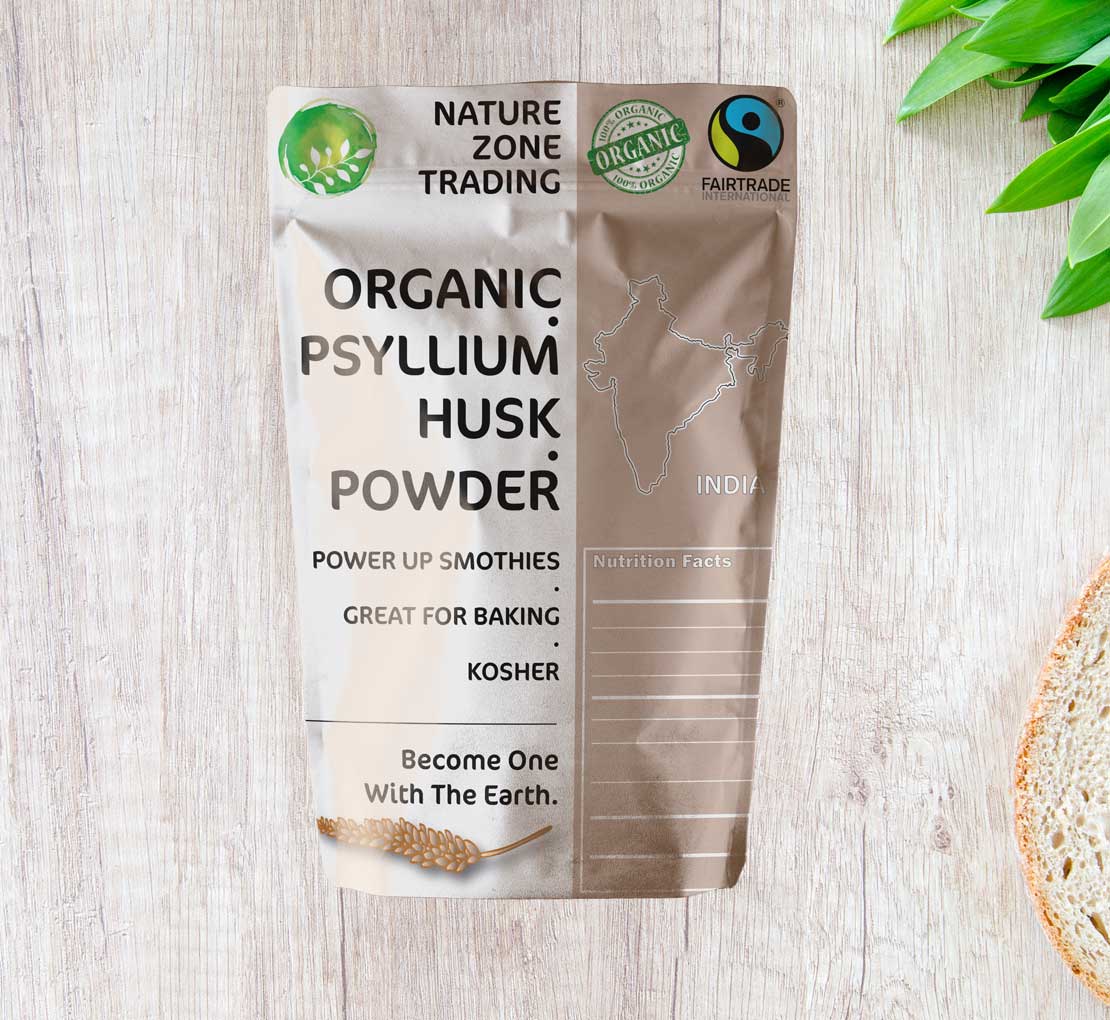 NATURE
ZONE
TRADING
100% ORGANIC
ORGANIC
100% ORGANIC
®
FAIRTRADE
INTERNATIONAL
ORGANIC
•
PSYLLIUM
HUSK
•
POWDER
INDIA
POWER UP SMOTHIES
•
GREAT FOR BAKING
•
KOSHER
Nutrition Facts
Become One
With The Earth.